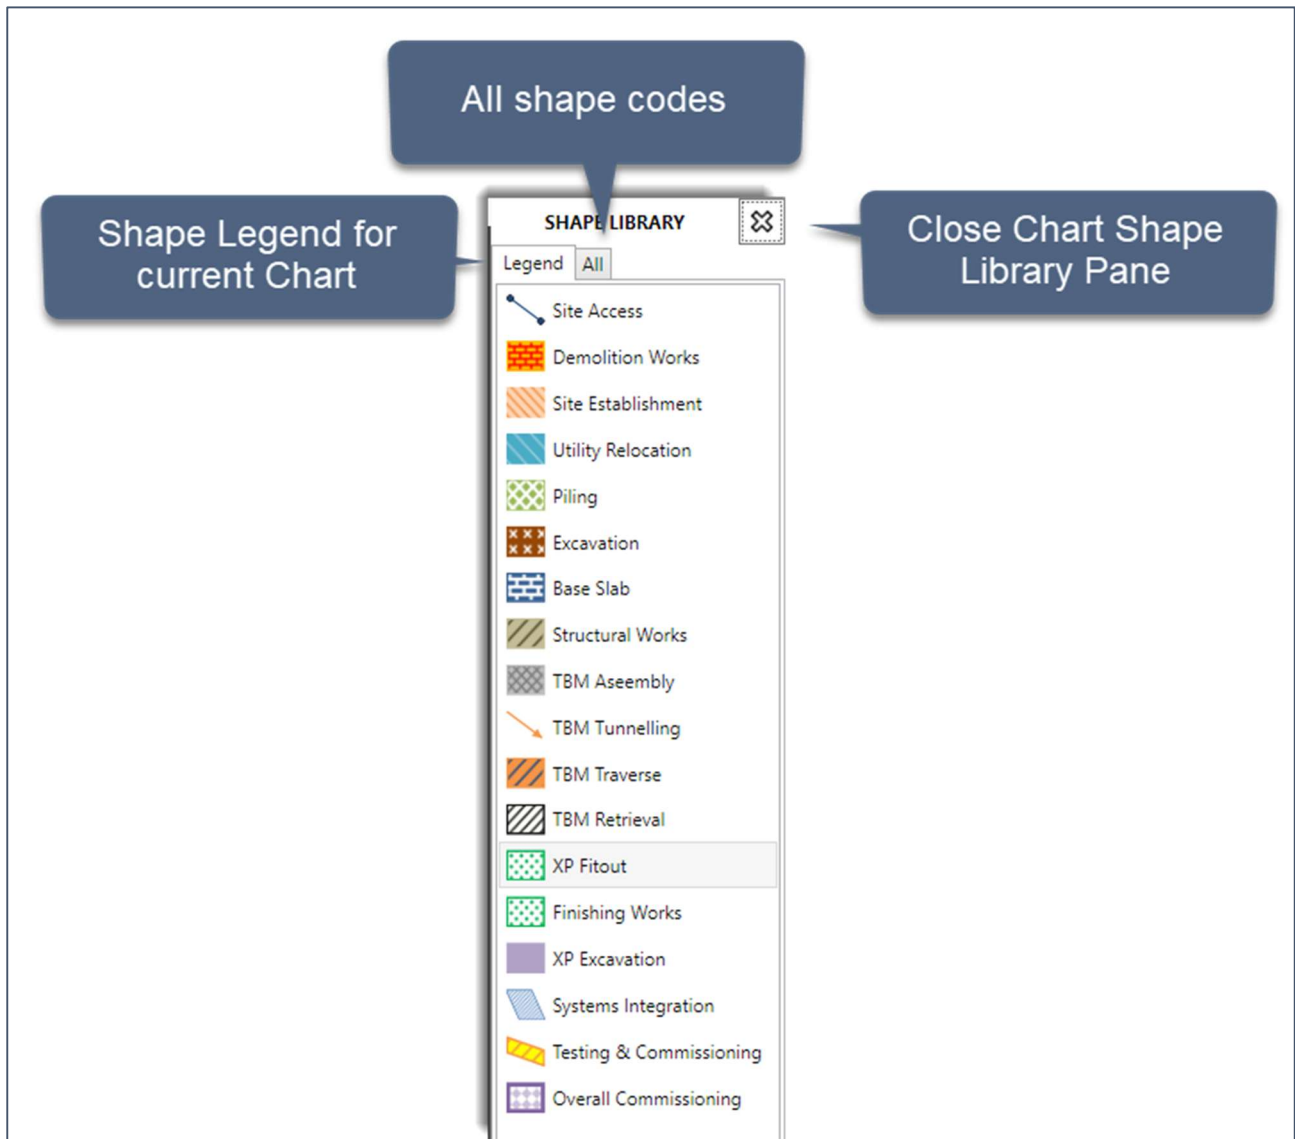 All shape codes
Shape Legend for
current Chart
SHAPE LIBRARY
Close Chart Shape
Library Pane
Legend
All
Site Access
Demolition Works
Site Establishment
Utility Relocation
Piling
Excavation
Base Slab
Structural Works
TBM Aseembly
TBM Tunnelling
TBM Traverse
TBM Retrieval
XP Fitout
Finishing Works
XP Excavation
Systems Integration
Testing & Commissioning
Overall Commissioning